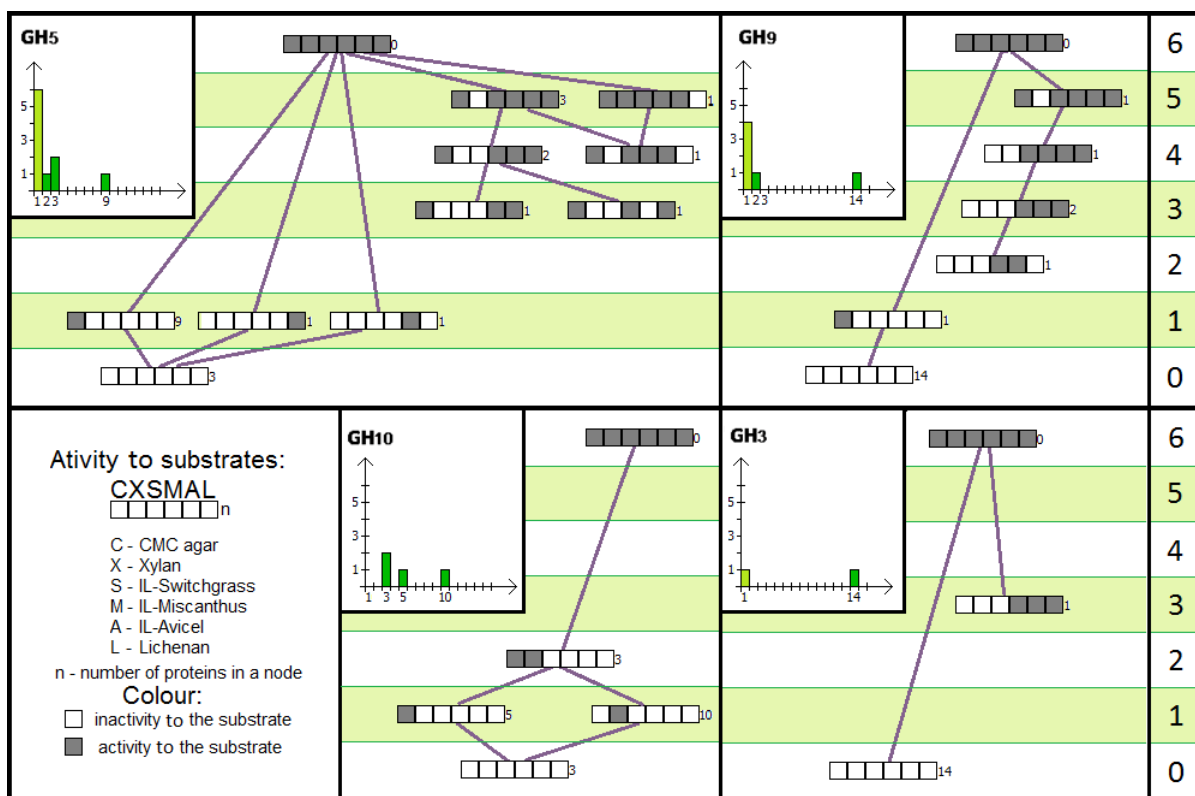 GH5
5
3
1
1 2 3 9
0
3
1
2
1
1
1
9
1
1
3
GH9
5
3
1
1 2 3 14
0
1
1
2
1
1
14
6
5
4
3
2
1
0
Ativity to substrates:
CXSMAL
n
C - CMC agar
X - Xylan
S - IL-Switchgrass
M - IL-Miscanthus
A - IL-Avicel
L - Lichenan
n - number of proteins in a node
Colour:
inactivity to the substrate
activity to the substrate
GH10
5
3
1
1 3 5 10
0
3
5
10
3
GH3
5
3
1
1 14
0
1
14
6
5
4
3
2
1
0